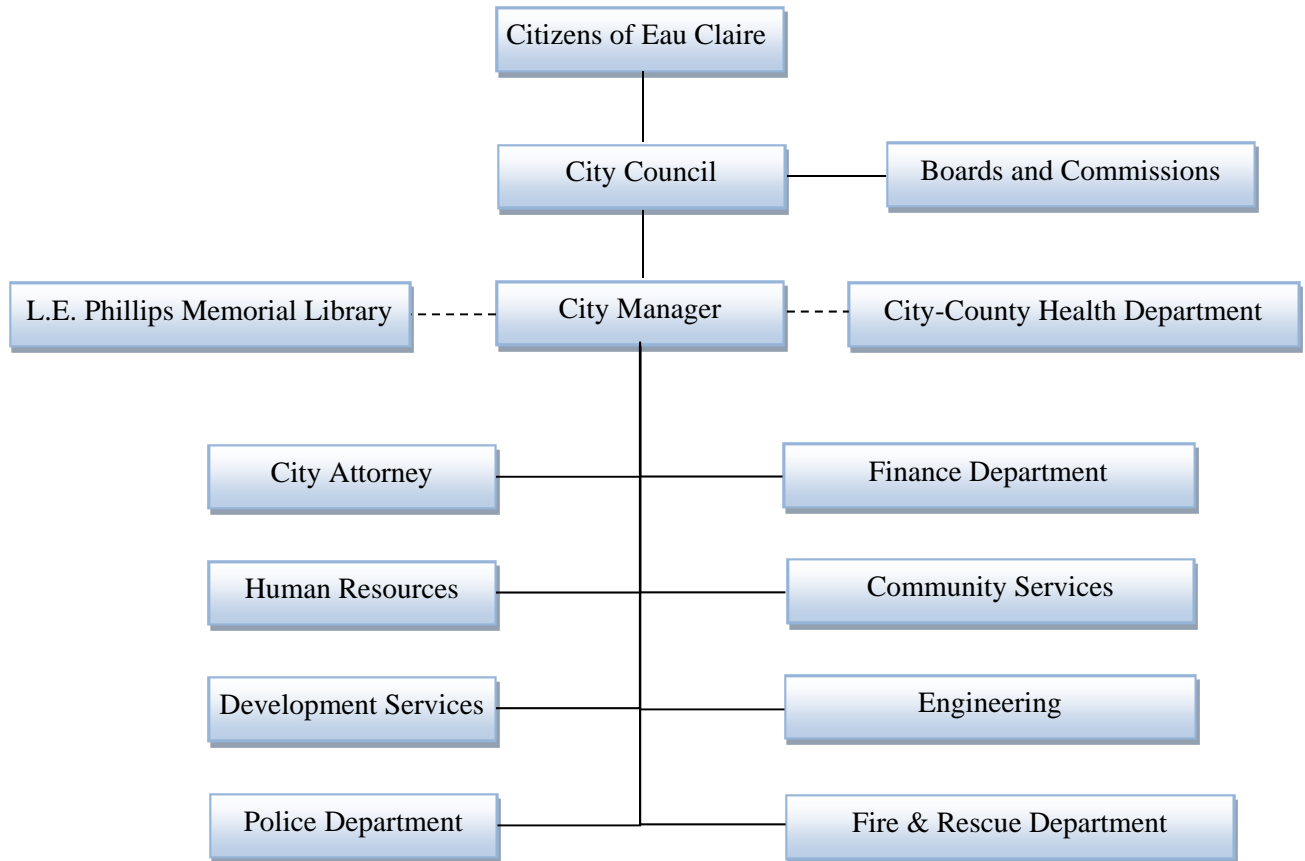 Citizens of Eau Claire
City Council
Boards and Commissions
L.E. Phillips Memorial Library
City Manager
City-County Health Department
City Attorney
Finance Department
Human Resources
Community Services
Development Services
Engineering
Police Department
Fire & Rescue Department